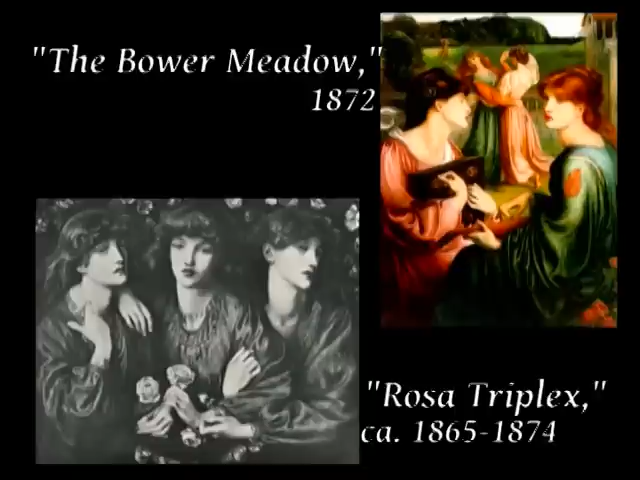 "The Bower Meadow,"
1872
"Rosa Triplex,"
ca. 1865-1874